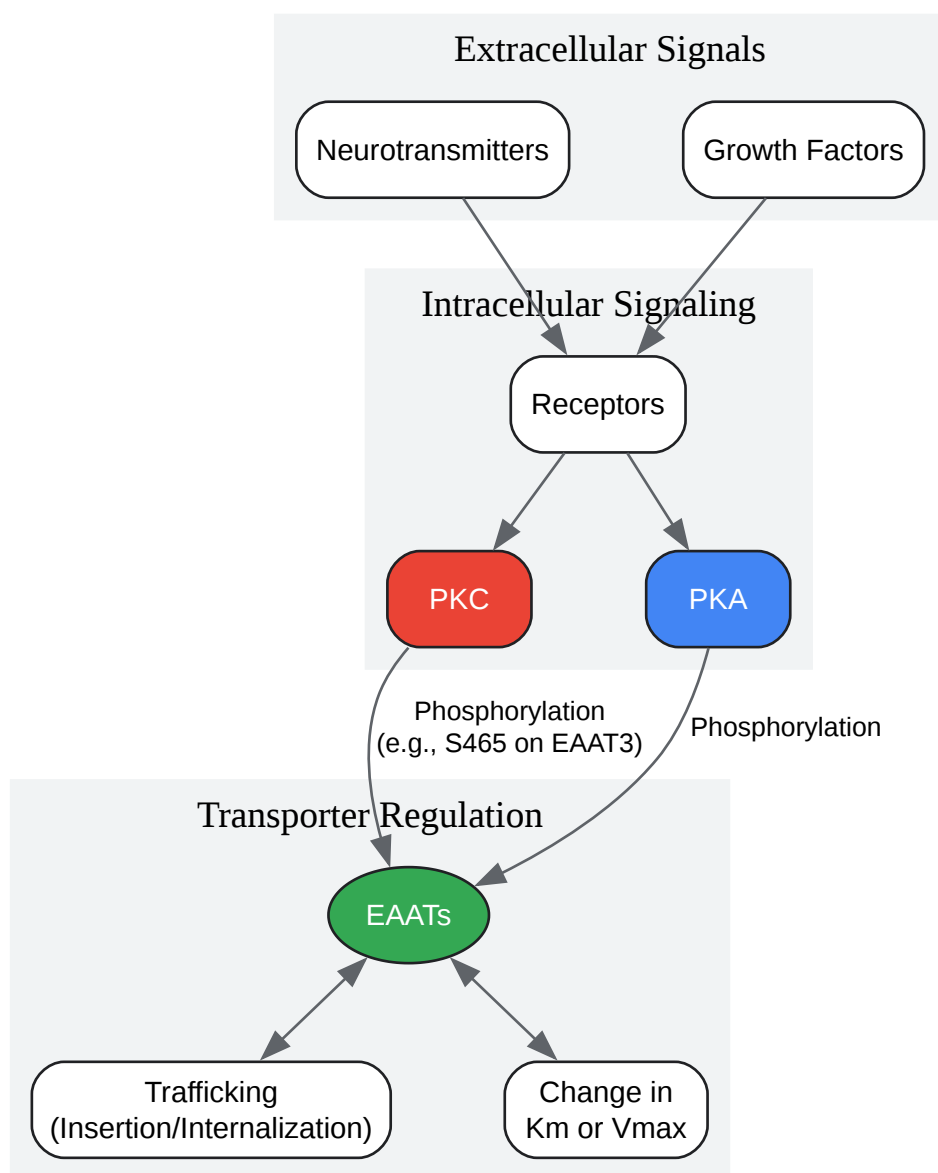 Extracellular Signals
Neurotransmitters
Growth Factors
Intracellular Signaling
Receptors
PKC
PKA
Phosphorylation
(e.g., S465 on EAAT3)
Phosphorylation
Transporter Regulation
EAATs
Trafficking
(Insertion/Internalization)
Change in
Km or Vmax